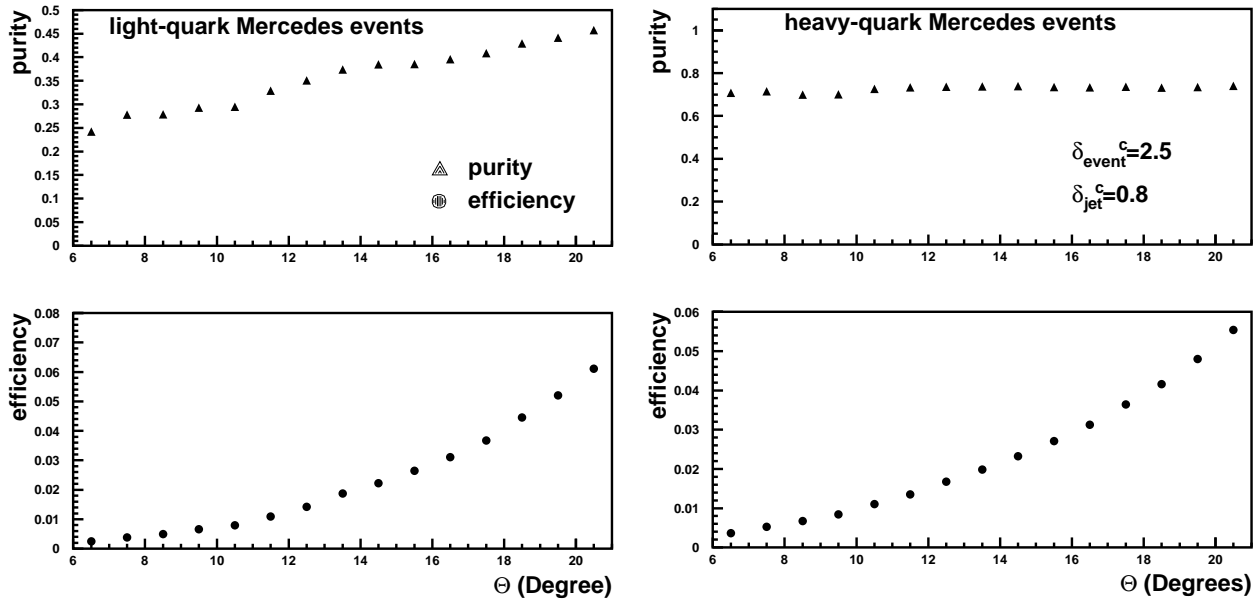 light-quark Mercedes events
purity
0.5
0.45
0.4
0.35
0.3
0.25
0.2
0.15
0.1
0.05
0
purity
efficiency
6 8 10 12 14 16 18 20
heavy-quark Mercedes events
purity
1
0.8
0.6
0.4
0.2
0
δevent^c=2.5
δjet^c=0.8
6 8 10 12 14 16 18 20
efficiency
0.08
0.07
0.06
0.05
0.04
0.03
0.02
0.01
0
6 8 10 12 14 16 18 20
Θ (Degree)
efficiency
0.06
0.05
0.04
0.03
0.02
0.01
0
6 8 10 12 14 16 18 20
Θ (Degrees)